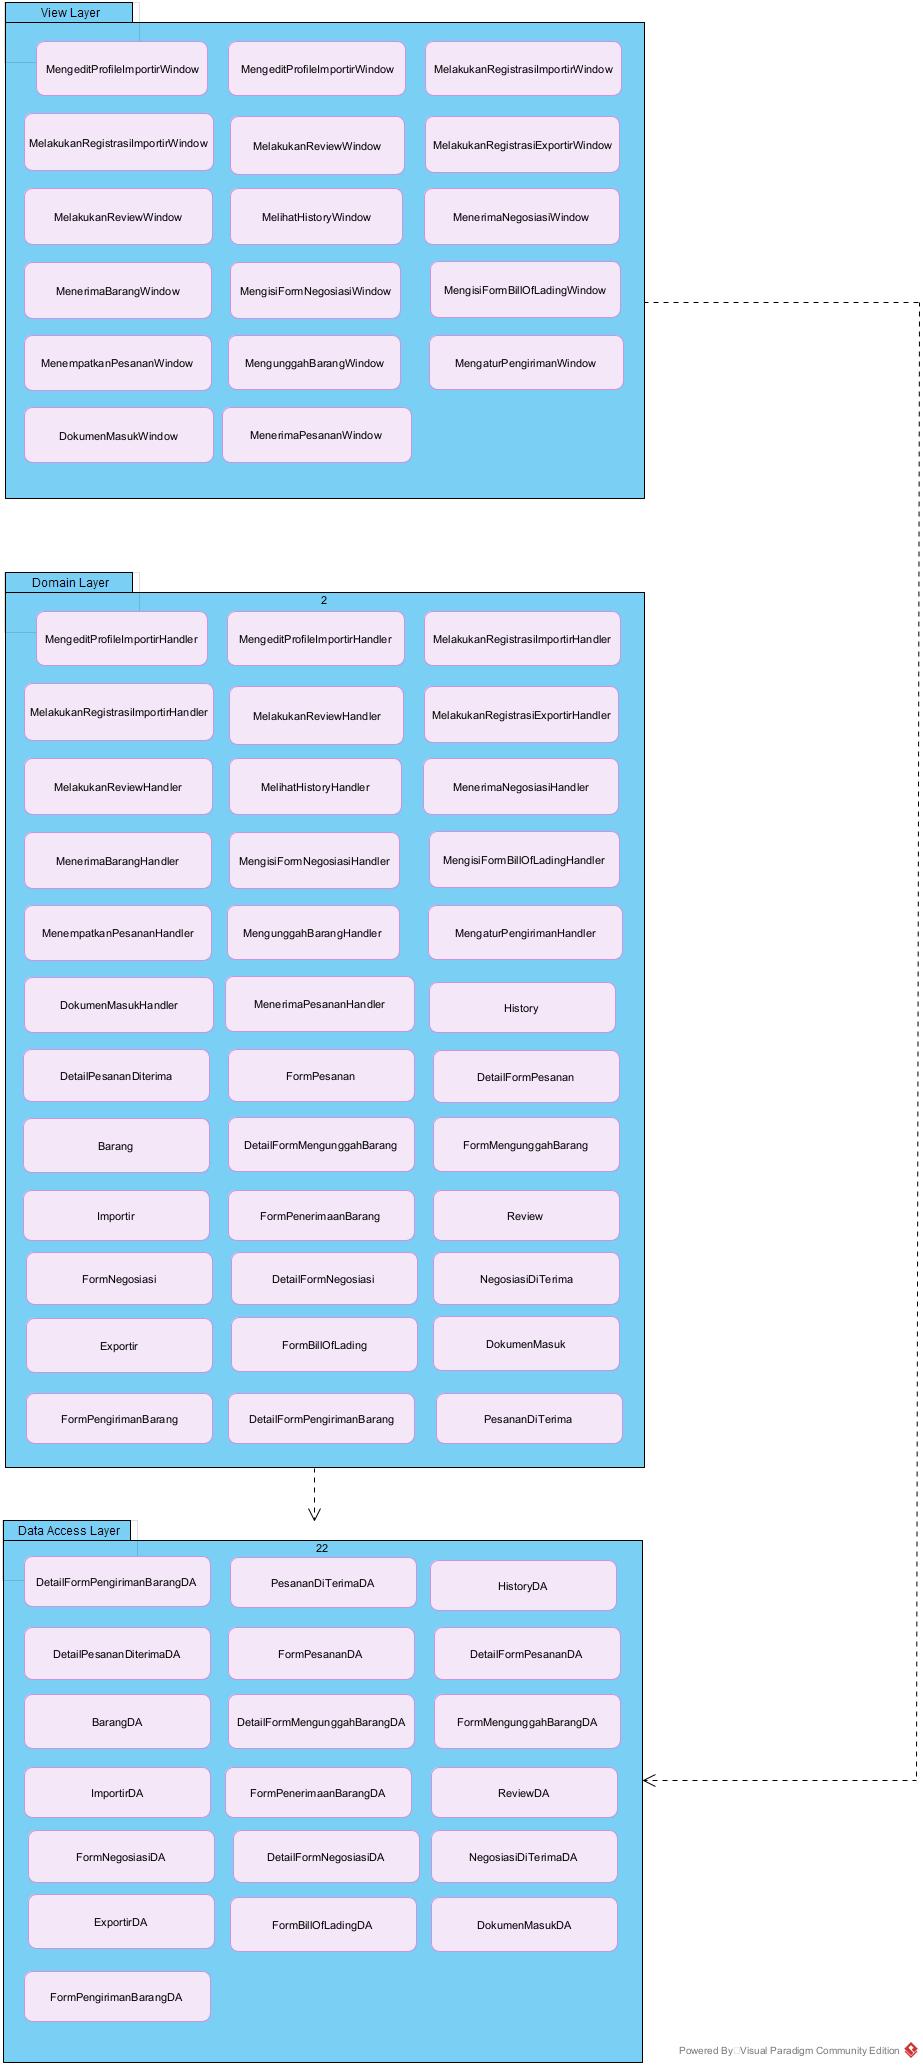 View Layer
MengeditProfileImportirWindow
MengeditProfileImportirWindow
MelakukanRegistrasiImportirWindow
MelakukanRegistrasiImportirWindow
MelakukanReviewWindow
MelakukanRegistrasiExportirWindow
MelakukanReviewWindow
MelihatHistoryWindow
MenerimaNegosiasiWindow
MenerimaBarangWindow
MengisiFormNegosiasiWindow
MengisiFormBillOfLadingWindow
MenempatkanPesananWindow
MengunggahBarangWindow
MengaturPengirimanWindow
DokumenMasukWindow
MenerimaPesananWindow
Domain Layer
2
MengeditProfileImportirHandler
MengeditProfileImportirHandler
MelakukanRegistrasiImportirHandler
MelakukanRegistrasiImportirHandler
MelakukanReviewHandler
MelakukanRegistrasiExportirHandler
MelakukanReviewHandler
MelihatHistoryHandler
MenerimaNegosiasiHandler
MenerimaBarangHandler
MengisiFormNegosiasiHandler
MengisiFormBillOfLadingHandler
MenempatkanPesananHandler
MengunggahBarangHandler
MengaturPengirimanHandler
DokumenMasukHandler
MenerimaPesananHandler
History
DetailPesananDiterima
FormPesanan
DetailFormPesanan
Barang
DetailFormMengunggahBarang
FormMengunggahBarang
Importir
FormPenerimaanBarang
Review
FormNegosiasi
DetailFormNegosiasi
NegosiasiDiTerima
Exportir
FormBillOfLading
DokumenMasuk
FormPengirimanBarang
DetailFormPengirimanBarang
PesananDiTerima
Data Access Layer
22
DetailFormPengirimanBarangDA
PesananDiTerimaDA
HistoryDA
DetailPesananDiterimaDA
FormPesananDA
DetailFormPesananDA
BarangDA
DetailFormMengunggahBarangDA
FormMengunggahBarangDA
ImportirDA
FormPenerimaanBarangDA
ReviewDA
FormNegosiasiDA
DetailFormNegosiasiDA
NegosiasiDiTerimaDA
ExportirDA
FormBillOfLadingDA
DokumenMasukDA
FormPengirimanBarangDA
Powered By Visual Paradigm Community Edition